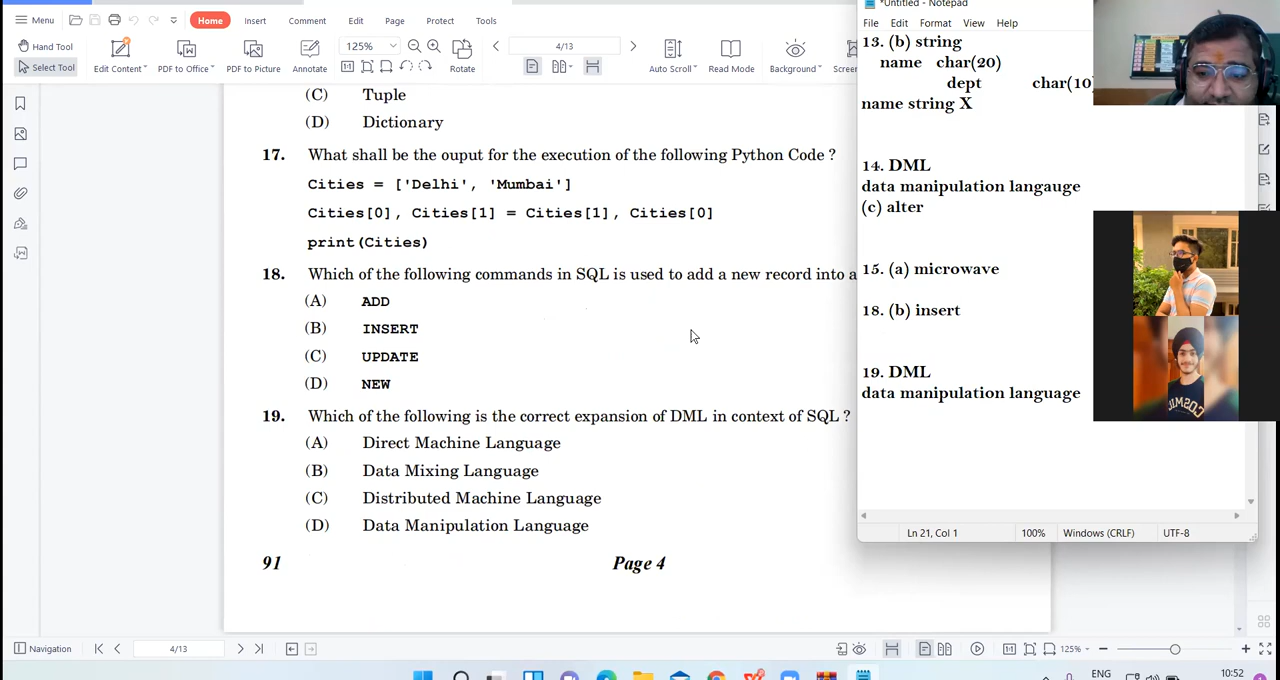 Menu
Home
Insert
Comment
Edit
Page
Protect
Tools
Hand Tool
Select Tool
Edit Content
PDF to Office
PDF to Picture
Annotate
125%
Rotate
4/13
Auto Scroll
Read Mode
Background
(C) Tuple
(D) Dictionary
17. What shall be the ouput for the execution of the following Python Code ?
Cities = ['Delhi', 'Mumbai']
Cities[0], Cities[1] = Cities[1], Cities[0]
print(Cities)
18. Which of the following commands in SQL is used to add a new record into a
(A) ADD
(B) INSERT
(C) UPDATE
(D) NEW
19. Which of the following is the correct expansion of DML in context of SQL ?
(A) Direct Machine Language
(B) Data Mixing Language
(C) Distributed Machine Language
(D) Data Manipulation Language
91 Page 4
*Untitled - Notepad
File Edit Format View Help
13. (b) string
name char(20)
dept char(10)
name string X
14. DML
data manipulation langauge
(c) alter
15. (a) microwave
18. (b) insert
19. DML
data manipulation language
Ln 21, Col 1 100% Windows (CRLF) UTF-8
Navigation 4/13 125%
ENG 10:52